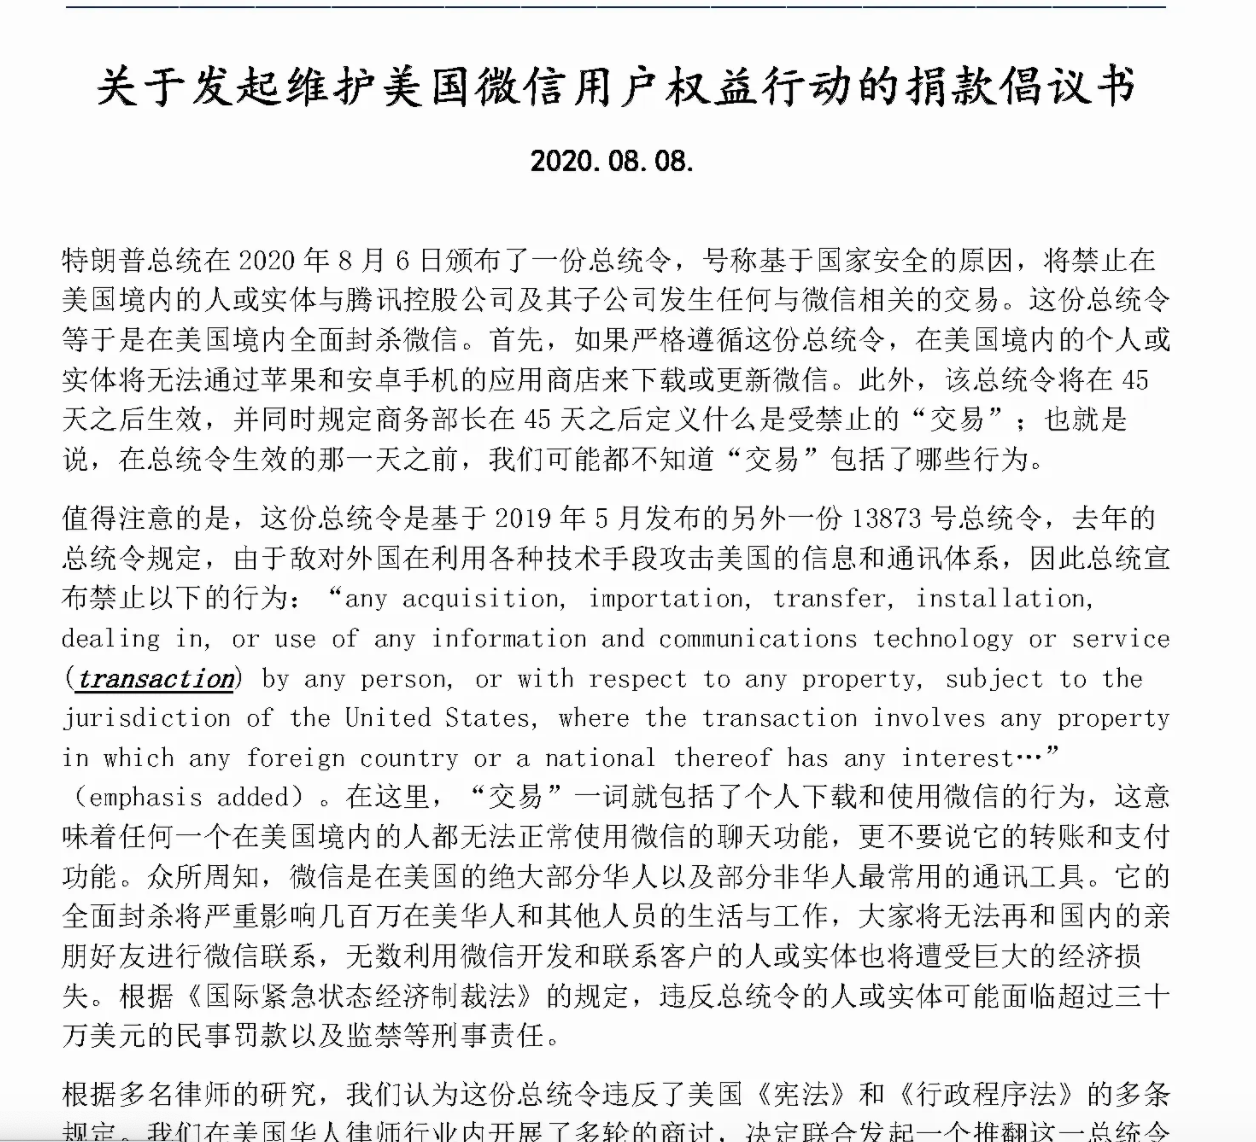 关于发起维护美国微信用户权益行动的捐款倡议书
2020.08.08.
特朗普总统在 2020 年 8 月 6 日颁布了一份总统令，号称基于国家安全的原因，将禁止在
美国境内的人或实体与腾讯控股公司及其子公司发生任何与微信相关的交易。这份总统令
等于是在美国境内全面封杀微信。首先，如果严格遵循这份总统令，在美国境内的个人或
实体将无法通过苹果和安卓手机的应用商店来下载或更新微信。此外，该总统令将在 45
天之后生效，并同时规定商务部长在 45 天之后定义什么是受禁止的“交易”；也就是
说，在总统令生效的那一天之前，我们可能都不知道“交易”包括了哪些行为。
值得注意的是，这份总统令是基于 2019 年 5 月发布的另外一份 13873 号总统令，去年的
总统令规定，由于敌对外国在利用各种技术手段攻击美国的信息和通讯体系，因此总统宣
布禁止以下的行为：“any acquisition, importation, transfer, installation,
dealing in, or use of any information and communications technology or service
(transaction) by any person, or with respect to any property, subject to the
jurisdiction of the United States, where the transaction involves any property
in which any foreign country or a national thereof has any interest…”
（emphasis added）。在这里，“交易”一词就包括了个人下载和使用微信的行为，这意
味着任何一个在美国境内的人都无法正常使用微信的聊天功能，更不要说它的转账和支付
功能。众所周知，微信是在美国的绝大部分华人以及部分非华人最常用的通讯工具。它的
全面封杀将严重影响几百万在美华人和其他人员的生活与工作，大家将无法再和国内的亲
朋好友进行微信联系，无数利用微信开发和联系客户的人或实体也将遭受巨大的经济损
失。根据《国际紧急状态经济制裁法》的规定，违反总统令的人或实体可能面临超过三十
万美元的民事罚款以及监禁等刑事责任。
根据多名律师的研究，我们认为这份总统令违反了美国《宪法》和《行政程序法》的多条
规定。我们在美国华人律师行业内开展了多轮的商讨，决定联合发起一个推翻这一总统令